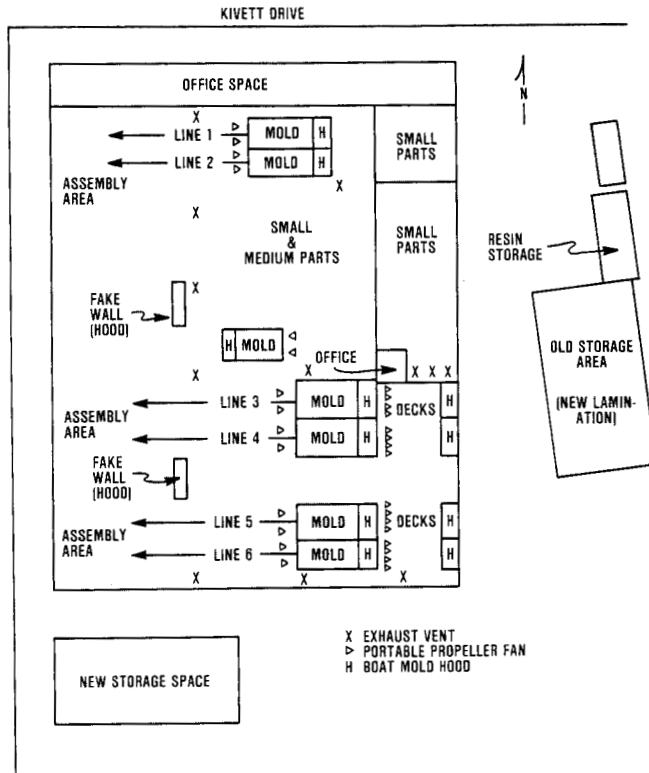 KIVETT DRIVE
OFFICE SPACE
N
X
LINE 1
MOLD
H
SMALL
PARTS
LINE 2
MOLD
H
ASSEMBLY
AREA
X
X
SMALL
&
MEDIUM PARTS
SMALL
PARTS
RESIN
STORAGE
FAKE
WALL
(HOOD)
X
H
MOLD
OFFICE
OLD STORAGE
AREA
(NEW LAMIN-
ATION)
X
X
X X X
ASSEMBLY
AREA
LINE 3
MOLD
H
DECKS
H
LINE 4
MOLD
H
H
FAKE
WALL
(HOOD)
ASSEMBLY
AREA
LINE 5
MOLD
H
DECKS
H
LINE 6
MOLD
H
H
X
X
X
NEW STORAGE SPACE
X EXHAUST VENT
PORTABLE PROPELLER FAN
H BOAT MOLD HOOD